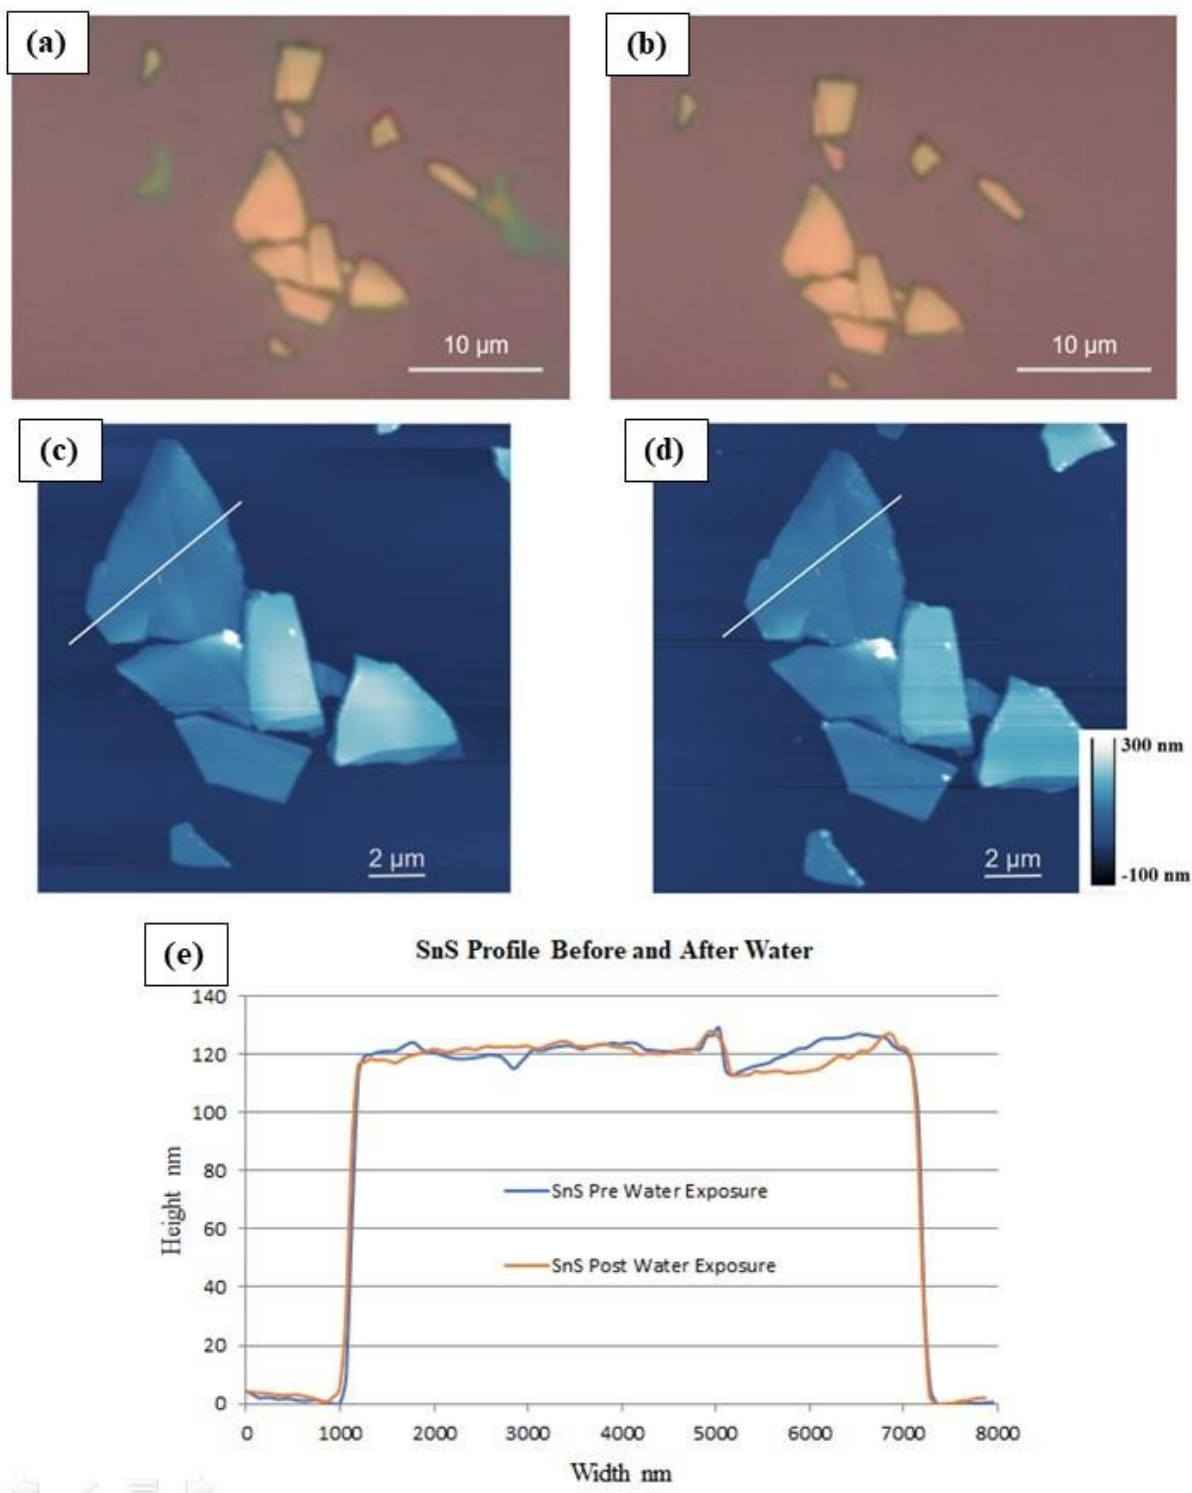 (a)
(b)
10 µm
10 µm
(c)
(d)
300 nm
2 µm
2 µm
-100 nm
(e)
SnS Profile Before and After Water
140
120
100
80
60
40
20
0
Height nm
SnS Pre Water Exposure
SnS Post Water Exposure
0 1000 2000 3000 4000 5000 6000 7000 8000
Width nm